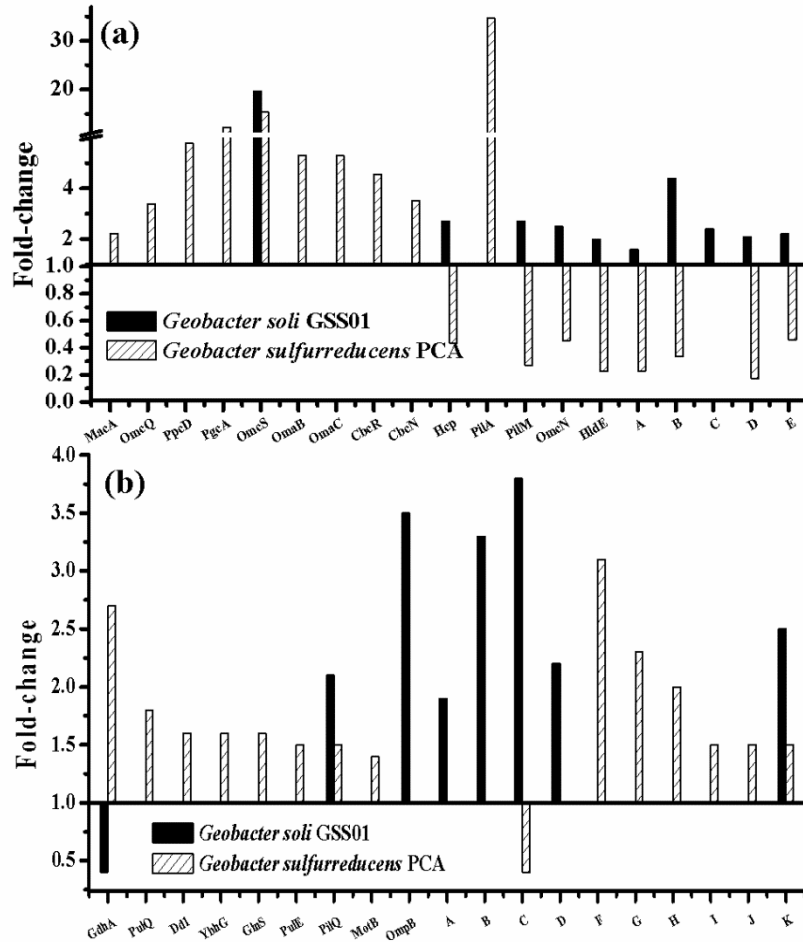 (a)
Fold-change
30
20
4
2
1.0
0.8
0.6
0.4
0.2
0.0
Geobacter soli GSS01
Geobacter sulfurreducens PCA
MacA OmcQ PpcD PgcA OmcS OmaB OmaC CbcR CbcN Hcp PilA PilM OmcN HldE A B C D E
(b)
Fold-change
4.0
3.5
3.0
2.5
2.0
1.5
1.0
0.5
Geobacter soli GSS01
Geobacter sulfurreducens PCA
GdhA PulQ Ddl YbhG GlnS PulE PilQ MotB OmpB A B C D F G H I J K